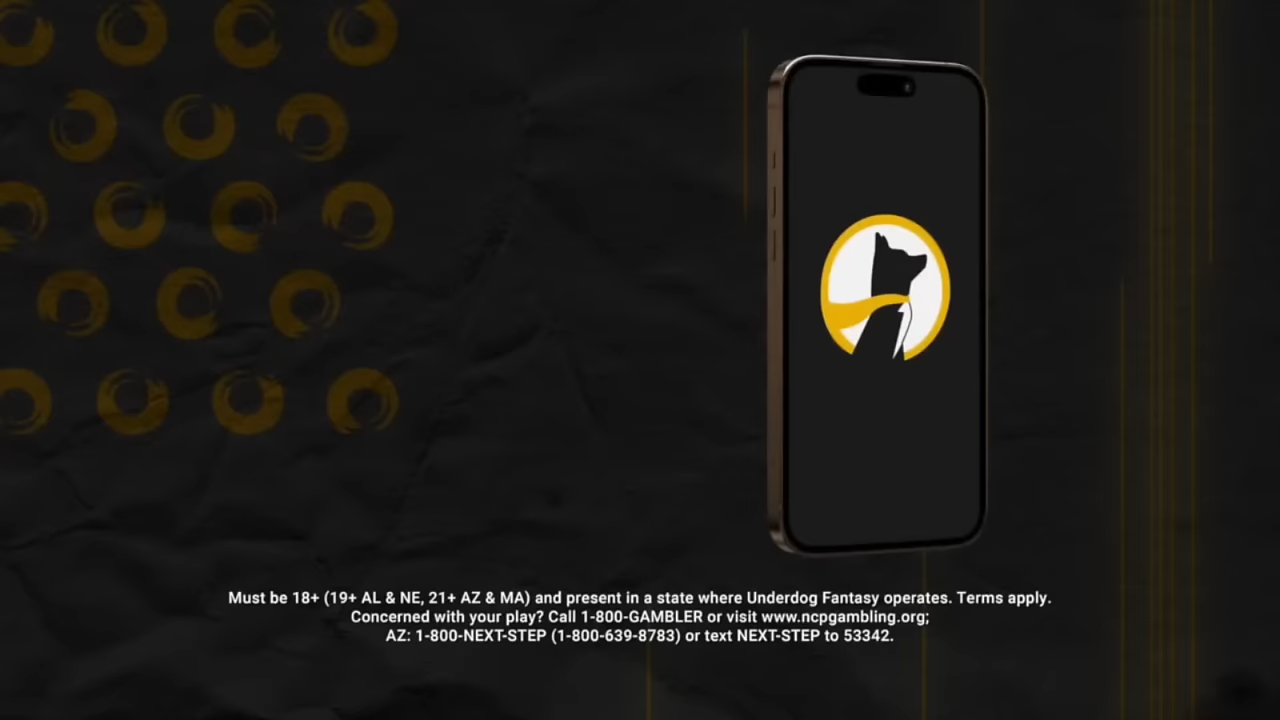 Must be 18+ (19+ AL & NE, 21+ AZ & MA) and present in a state where Underdog Fantasy operates. Terms apply.
Concerned with your play? Call 1-800-GAMBLER or visit www.ncpgambling.org;
AZ: 1-800-NEXT-STEP (1-800-639-8783) or text NEXT-STEP to 53342.